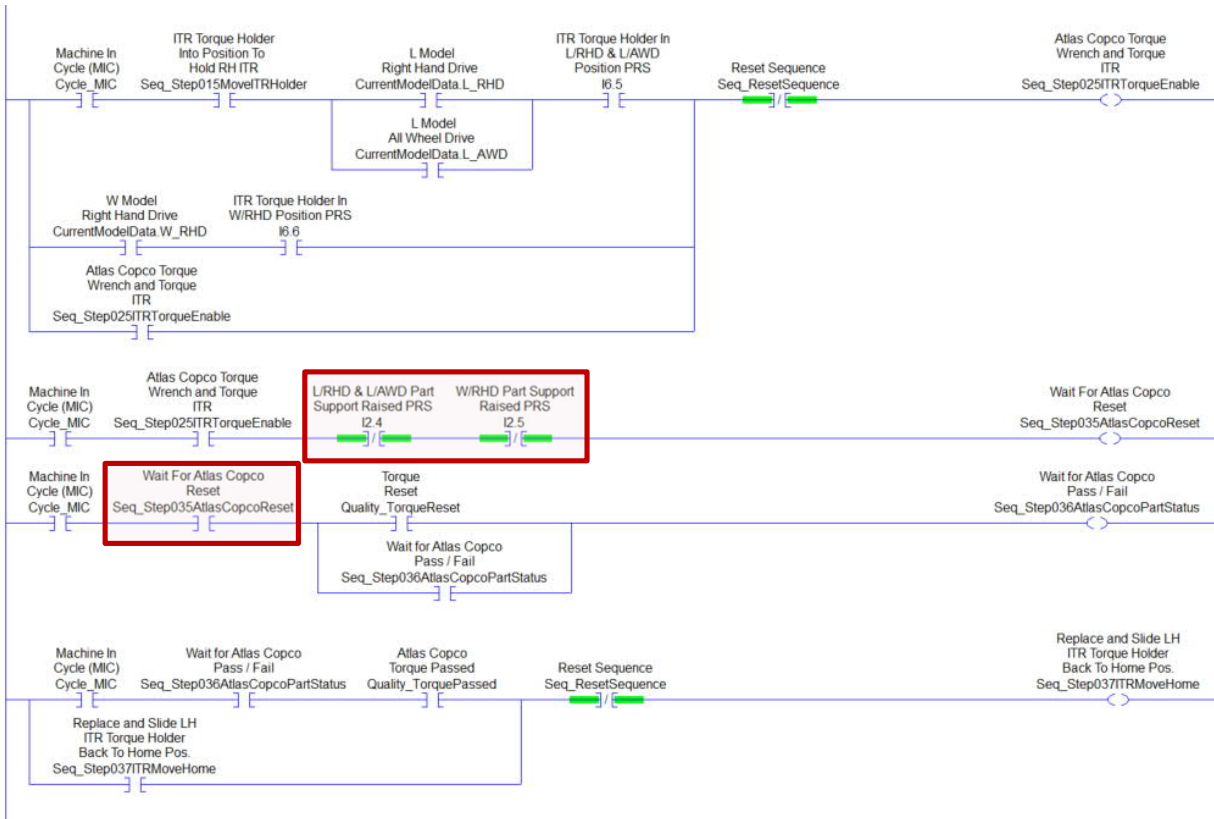 Machine In
Cycle (MIC)
Cycle_MIC
ITR Torque Holder
Into Position To
Hold RH ITR
Seq_Step015MoveITRHolder
L Model
Right Hand Drive
CurrentModelData.L_RHD
ITR Torque Holder In
L/RHD & L/AWD
Position PRS
I6.5
Reset Sequence
Seq_ResetSequence
Atlas Copco Torque
Wrench and Torque
ITR
Seq_Step025ITRTorqueEnable
L Model
All Wheel Drive
CurrentModelData.L_AWD
W Model
Right Hand Drive
CurrentModelData.W_RHD
ITR Torque Holder In
W/RHD Position PRS
I6.6
Atlas Copco Torque
Wrench and Torque
ITR
Seq_Step025ITRTorqueEnable
Machine In
Cycle (MIC)
Cycle_MIC
Atlas Copco Torque
Wrench and Torque
ITR
Seq_Step025ITRTorqueEnable
L/RHD & L/AWD Part
Support Raised PRS
I2.4
W/RHD Part Support
Raised PRS
I2.5
Wait For Atlas Copco
Reset
Seq_Step035AtlasCopcoReset
Machine In
Cycle (MIC)
Cycle_MIC
Wait For Atlas Copco
Reset
Seq_Step035AtlasCopcoReset
Torque
Reset
Quality_TorqueReset
Wait for Atlas Copco
Pass / Fail
Seq_Step036AtlasCopcoPartStatus
Wait for Atlas Copco
Pass / Fail
Seq_Step036AtlasCopcoPartStatus
Machine In
Cycle (MIC)
Cycle_MIC
Wait for Atlas Copco
Pass / Fail
Seq_Step036AtlasCopcoPartStatus
Atlas Copco
Torque Passed
Quality_TorquePassed
Reset Sequence
Seq_ResetSequence
Replace and Slide LH
ITR Torque Holder
Back To Home Pos.
Seq_Step037ITRMoveHome
Replace and Slide LH
ITR Torque Holder
Back To Home Pos.
Seq_Step037ITRMoveHome